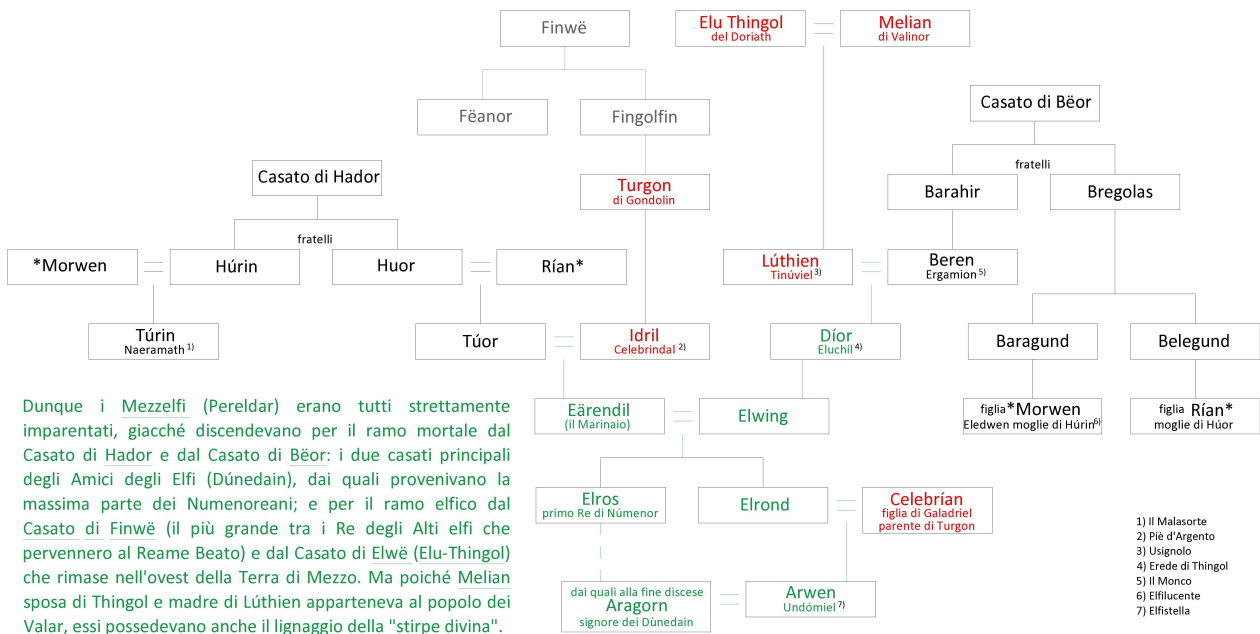 Finwë
Elu Thingol
del Doriath
Melian
di Valinor
Fëanor
Fingolfin
Casato di Bëor
fratelli
Casato di Hador
Turgon
di Gondolin
Barahir
Bregolas
fratelli
*Morwen
Húrin
Huor
Rían*
Lúthien
Tinúviel 3)
Beren
Ergamion 5)
Túrin
Naeramath 1)
Túor
Idril
Celebrindal 2)
Díor
Eluchíl 4)
Baragund
Belegund
Eärendil
(il Marinaio)
Elwing
figlia*Morwen
Eledwen moglie di Húrin6)
figlia Rían*
moglie di Húor
Dunque i Mezzelfi (Pereldar) erano tutti strettamente
imparentati, giacché discendevano per il ramo mortale dal
Casato di Hador e dal Casato di Bëor: i due casati principali
degli Amici degli Elfi (Dúnedain), dai quali provenivano la
massima parte dei Numenoreani; e per il ramo elfico dal
Casato di Finwë (il più grande tra i Re degli Alti elfi che
pervennero al Reame Beato) e dal Casato di Elwë (Elu-Thingol)
che rimase nell'ovest della Terra di Mezzo. Ma poiché Melian
sposa di Thingol e madre di Lúthien apparteneva al popolo dei
Valar, essi possedevano anche il lignaggio della "stirpe divina".
Elros
primo Re di Númenor
Elrond
Celebrían
figlia di Galadriel
parente di Turgon
dai quali alla fine discese
Aragorn
signore dei Dùnedain
Arwen
Undómiel 7)
1) Il Malasorte
2) Piè d'Argento
3) Usignolo
4) Erede di Thingol
5) Il Monco
6) Elfilucente
7) Elfistella